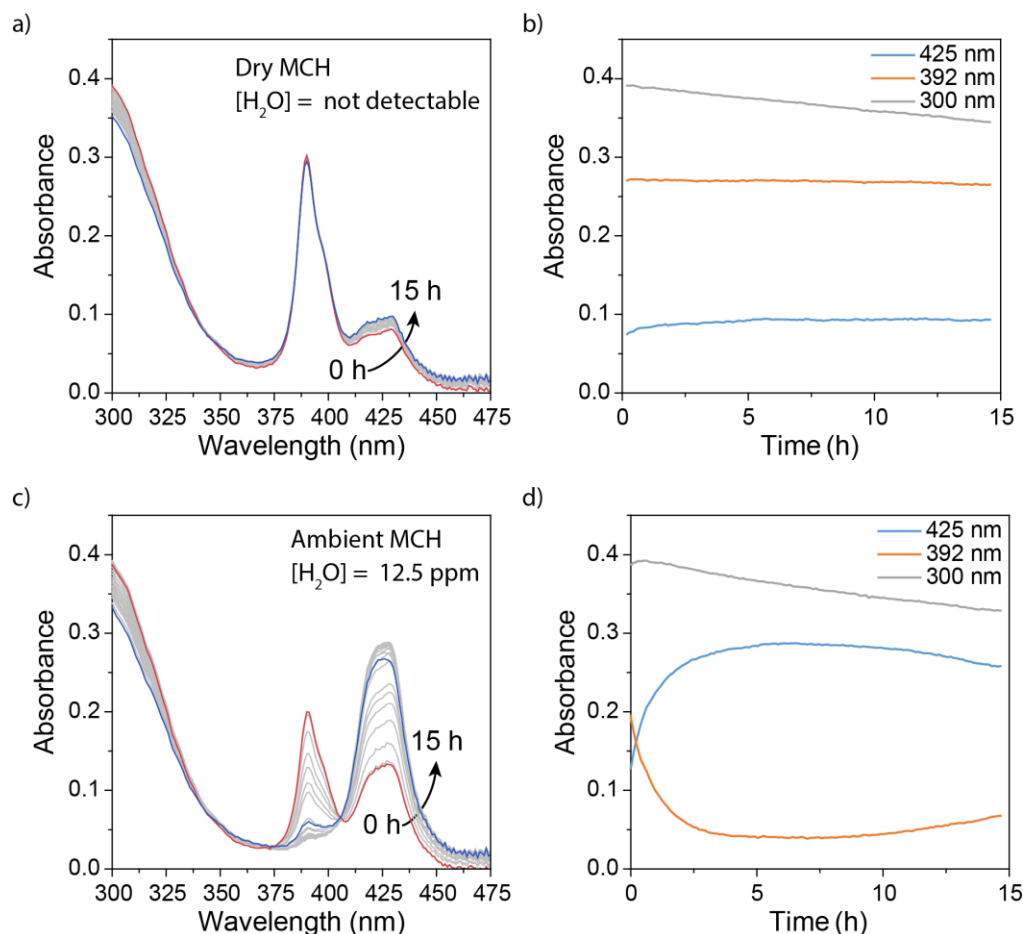 a)
Dry MCH
[H₂O] = not detectable
15 h
0 h
Absorbance
0.4
0.3
0.2
0.1
0.0
300 325 350 375 400 425 450 475
Wavelength (nm)
b)
425 nm
392 nm
300 nm
Absorbance
0.4
0.3
0.2
0.1
0.0
0 5 10 15
Time (h)
c)
Ambient MCH
[H₂O] = 12.5 ppm
15 h
0 h
Absorbance
0.4
0.3
0.2
0.1
0.0
300 325 350 375 400 425 450 475
Wavelength (nm)
d)
425 nm
392 nm
300 nm
Absorbance
0.4
0.3
0.2
0.1
0.0
0 5 10 15
Time (h)